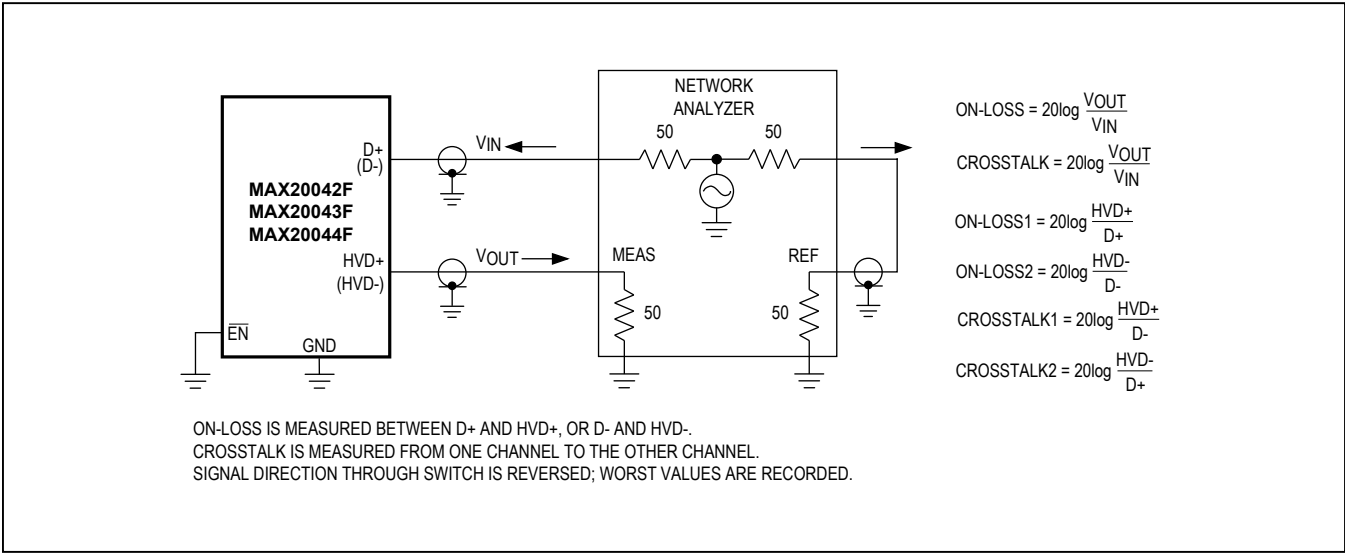 NETWORK
ANALYZER
50 50
D+
(D-)
VIN
MAX20042F
MAX20043F
MAX20044F
HVD+
(HVD-)
VOUT
MEAS
REF
50
50
EN
GND
ON-LOSS = 20log VOUT/VIN
CROSSTALK = 20log VOUT/VIN
ON-LOSS1 = 20log HVD+/D+
ON-LOSS2 = 20log HVD-/D-
CROSSTALK1 = 20log HVD+/D-
CROSSTALK2 = 20log HVD-/D+
ON-LOSS IS MEASURED BETWEEN D+ AND HVD+, OR D- AND HVD-.
CROSSTALK IS MEASURED FROM ONE CHANNEL TO THE OTHER CHANNEL.
SIGNAL DIRECTION THROUGH SWITCH IS REVERSED; WORST VALUES ARE RECORDED.